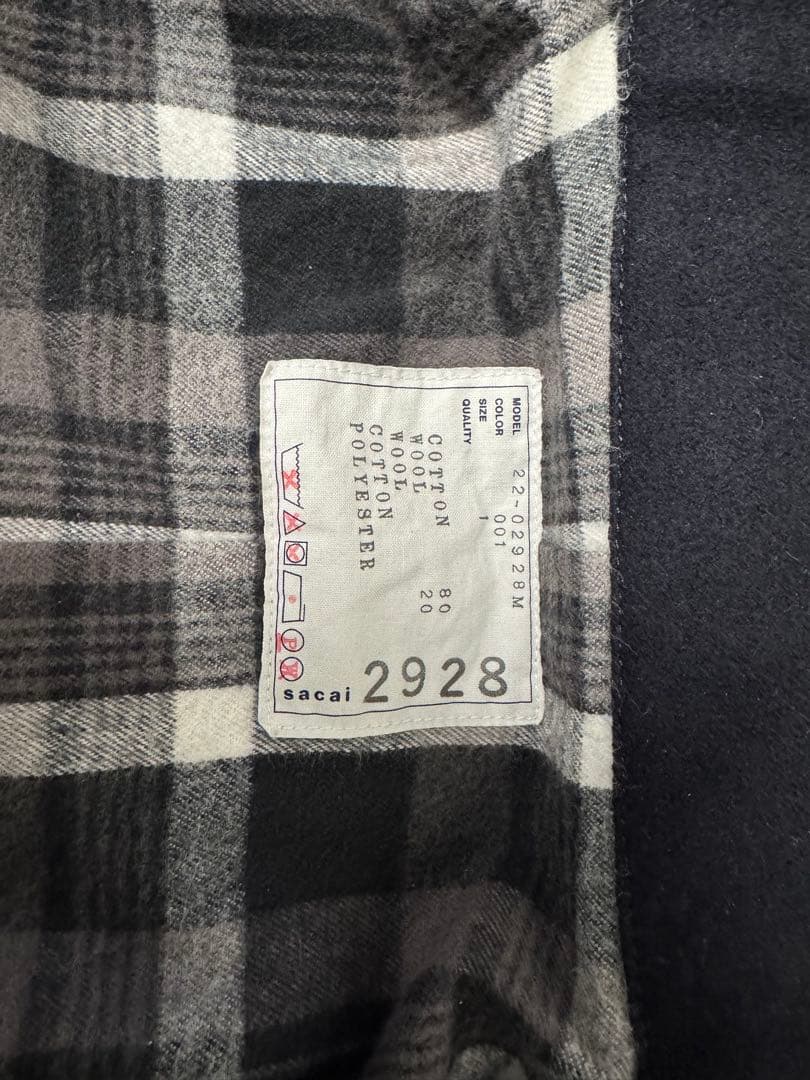 MODEL 22-02928M
COLOR 001
SIZE 1
QUALITY
COTTON 80
WOOL 20
WOOL
COTTON
POLYESTER
P W
sacai 2928